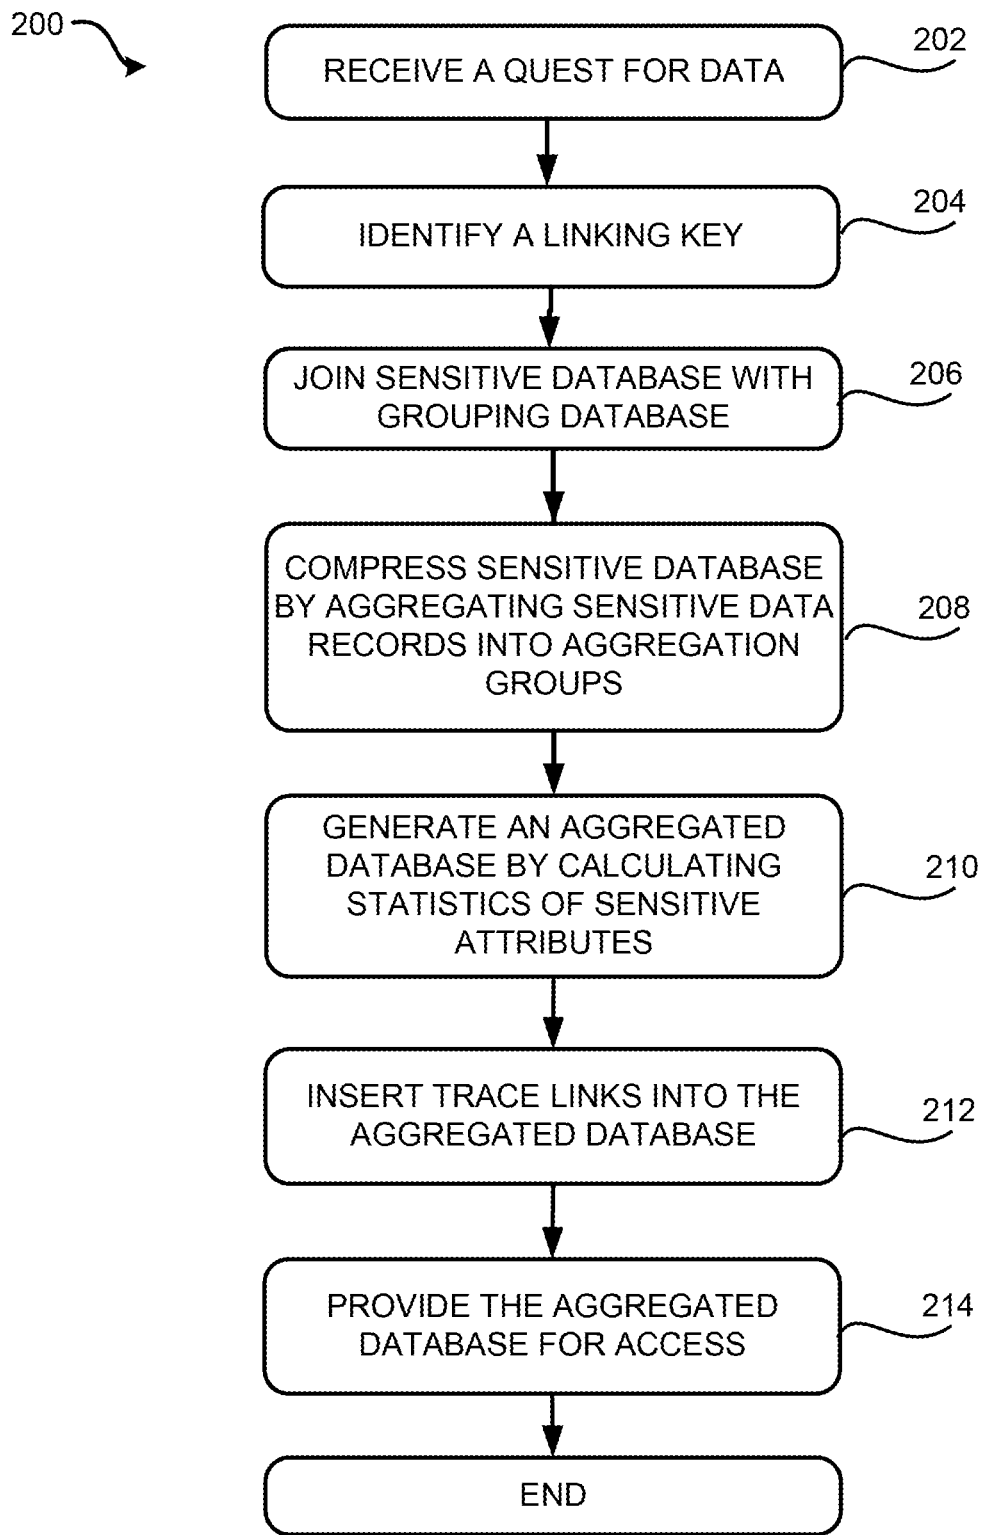 200
202
RECEIVE A QUEST FOR DATA
204
IDENTIFY A LINKING KEY
206
JOIN SENSITIVE DATABASE WITH
GROUPING DATABASE
208
COMPRESS SENSITIVE DATABASE
BY AGGREGATING SENSITIVE DATA
RECORDS INTO AGGREGATION
GROUPS
210
GENERATE AN AGGREGATED
DATABASE BY CALCULATING
STATISTICS OF SENSITIVE
ATTRIBUTES
212
INSERT TRACE LINKS INTO THE
AGGREGATED DATABASE
214
PROVIDE THE AGGREGATED
DATABASE FOR ACCESS
END